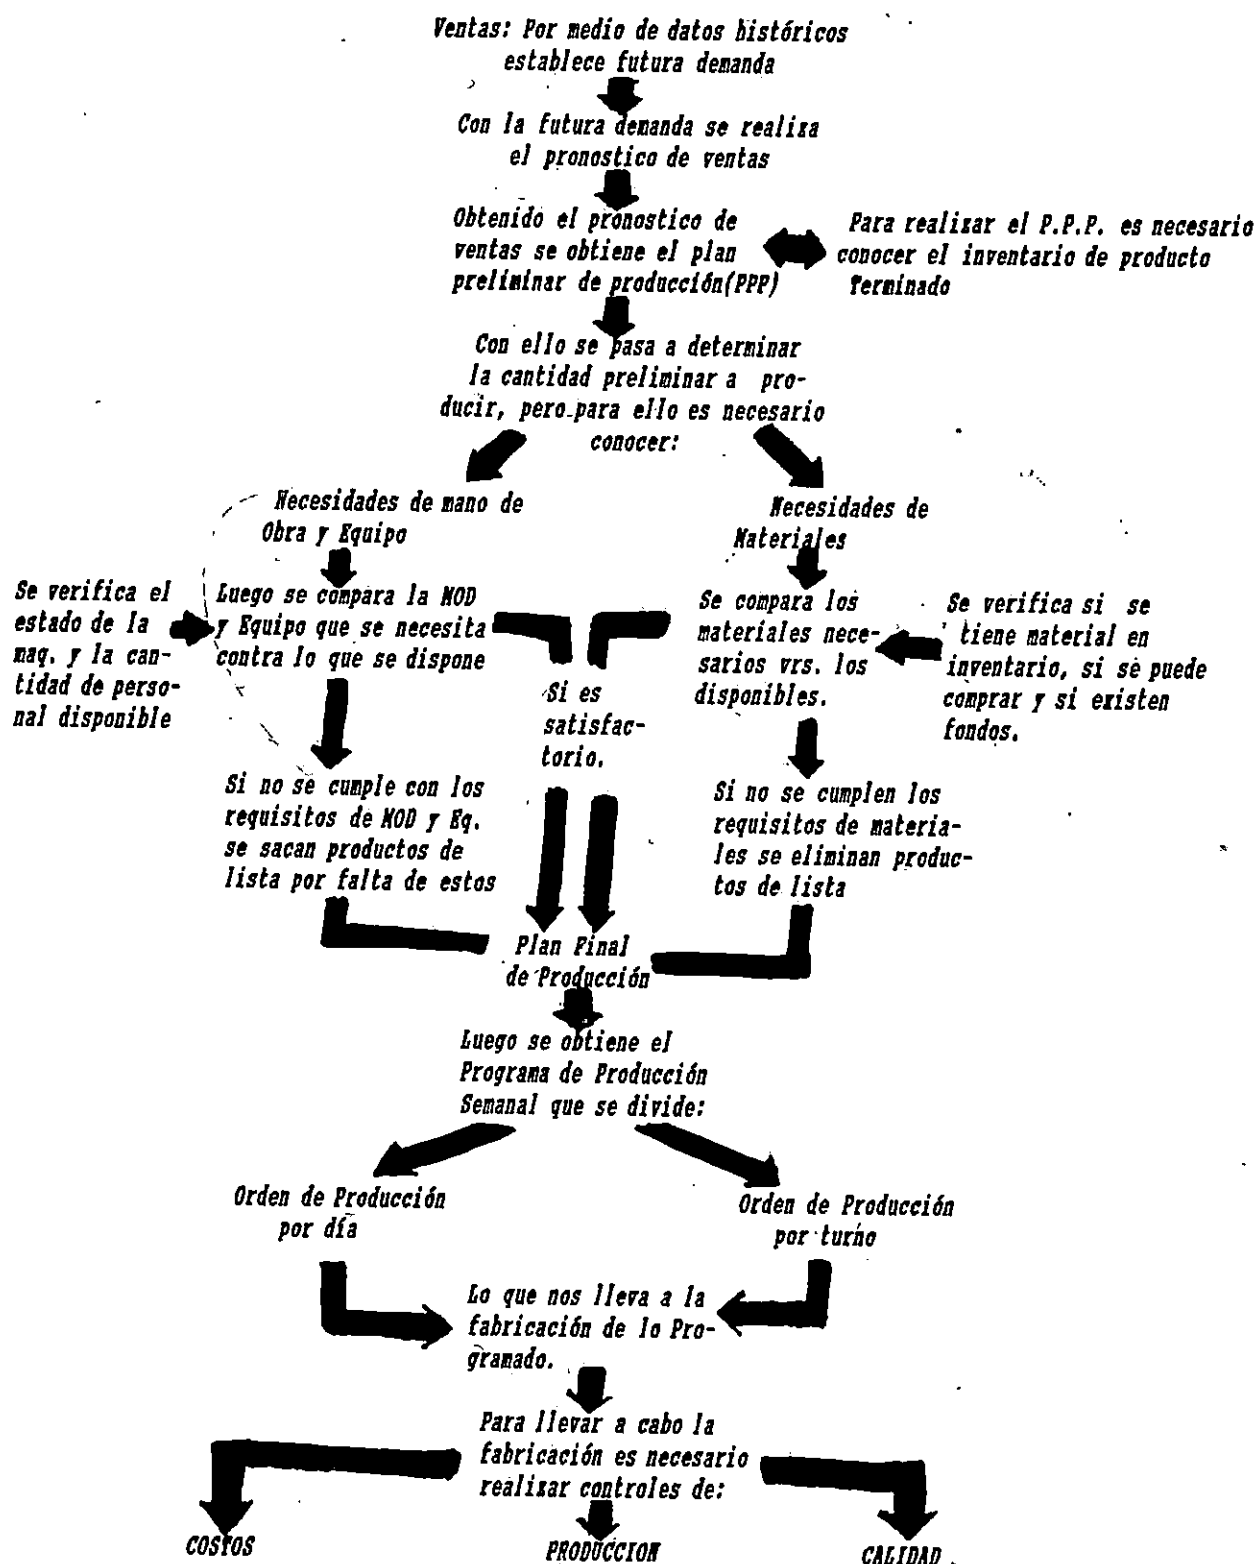 Ventas: Por medio de datos históricos
establece futura demanda
Con la futura demanda se realiza
el pronostico de ventas
Obtenido el pronostico de
ventas se obtiene el plan
preliminar de producción(PPP)
Para realizar el P.P.P. es necesario
conocer el inventario de producto
Terminado
Con ello se pasa a determinar
la cantidad preliminar a pro-
ducir, pero para ello es necesario
conocer:
Necesidades de mano de
Obra y Equipo
Necesidades de
Materiales
Se verifica el
estado de la
maq. y la can-
tidad de perso-
nal disponible
Luego se compara la MOD
y Equipo que se necesita
contra lo que se dispone
Si es
satisfac-
torio.
Se compara los
materiales nece-
sarios vrs. los
disponibles.
Se verifica si se
tiene material en
inventario, si se puede
comprar y si existen
fondos.
Si no se cumple con los
requisitos de MOD y Eq.
se sacan productos de
lista por falta de estos
Si no se cumplen los
requisitos de materia-
les se eliminan produc-
tos de lista
Plan Final
de Producción
Luego se obtiene el
Programa de Producción
Semanal que se divide:
Orden de Producción
por día
Orden de Producción
por turno
Lo que nos lleva a la
fabricación de lo Pro-
gramado.
Para llevar a cabo la
fabricación es necesario
realizar controles de:
COSTOS
PRODUCCION
CALIDAD